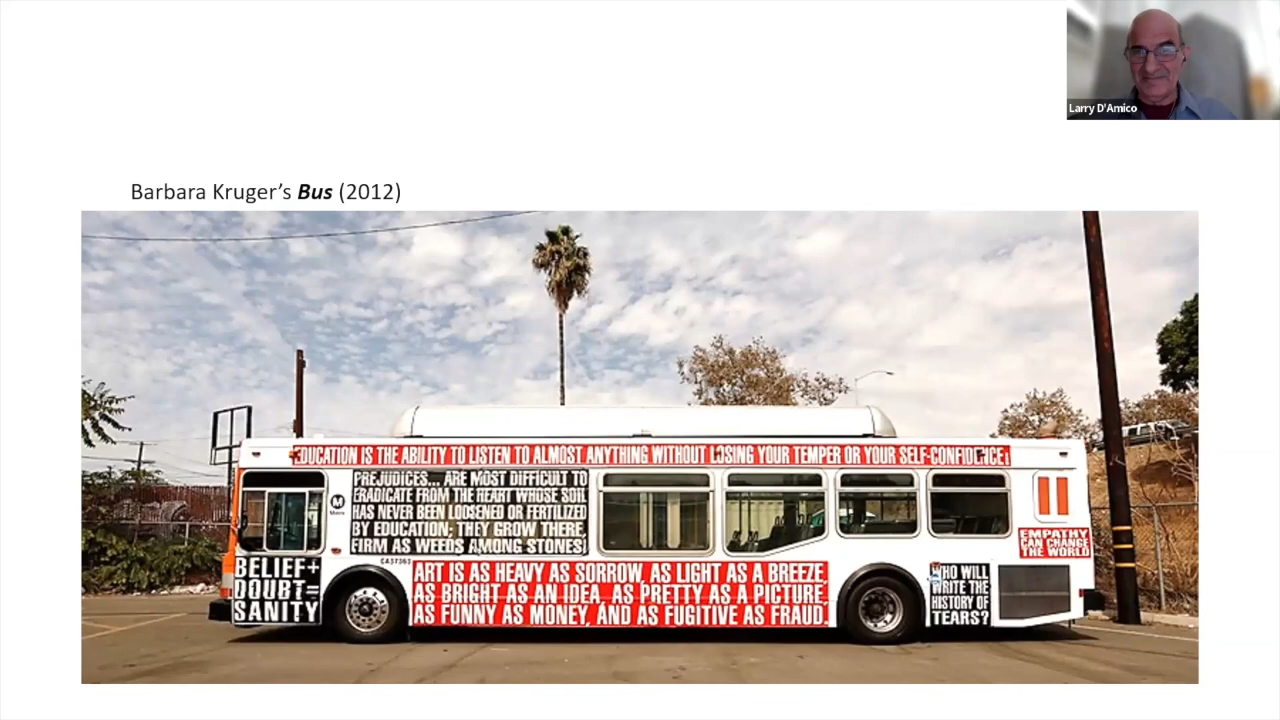 Larry D'Amico
Barbara Kruger's Bus (2012)
EDUCATION IS THE ABILITY TO LISTEN TO ALMOST ANYTHING WITHOUT LOSING YOUR TEMPER OR YOUR SELF-CONFIDENCE
PREJUDICES... ARE MOST DIFFICULT TO
ERADICATE FROM THE HEART WHOSE SOIL
HAS NEVER BEEN LOOSENED OR FERTILIZED
BY EDUCATION; THEY GROW THERE,
FIRM AS WEEDS AMONG STONES
M
Metro
EMPATHY
CAN CHANGE
THE WORLD
CA37363
BELIEF+
DOUBT=
SANITY
ART IS AS HEAVY AS SORROW, AS LIGHT AS A BREEZE,
AS BRIGHT AS AN IDEA, AS PRETTY AS A PICTURE,
AS FUNNY AS MONEY, AND AS FUGITIVE AS FRAUD.
WHO WILL
WRITE THE
HISTORY OF
TEARS?